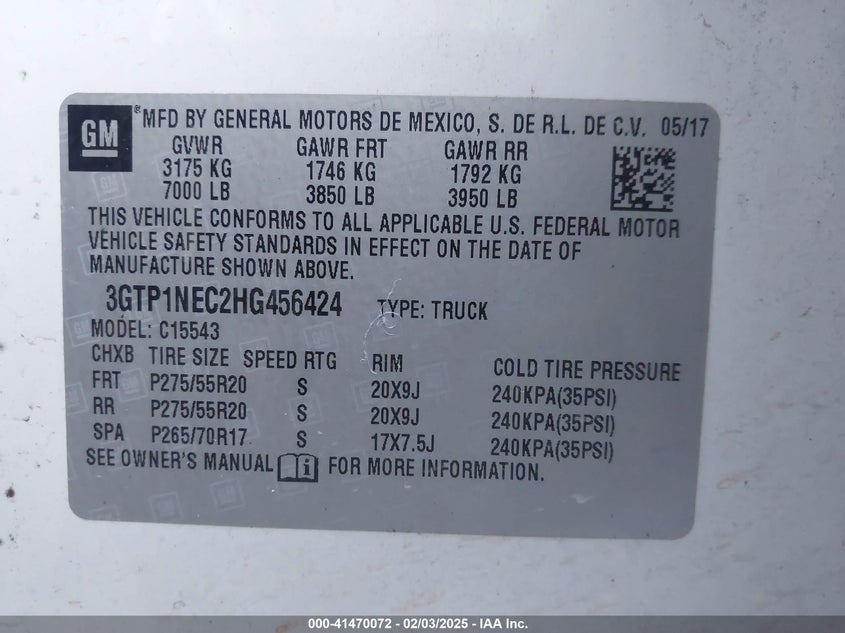 GM
® MFD BY GENERAL MOTORS DE MEXICO, S. DE R.L. DE C.V. 05/17
GVWR GAWR FRT GAWR RR
3175 KG 1746 KG 1792 KG
7000 LB 3850 LB 3950 LB
THIS VEHICLE CONFORMS TO ALL APPLICABLE U.S. FEDERAL MOTOR
VEHICLE SAFETY STANDARDS IN EFFECT ON THE DATE OF
MANUFACTURE SHOWN ABOVE.
3GTP1NEC2HG456424 TYPE: TRUCK
MODEL: C15543
CHXB TIRE SIZE SPEED RTG RIM COLD TIRE PRESSURE
FRT P275/55R20 S 20X9J 240KPA(35PSI)
RR P275/55R20 S 20X9J 240KPA(35PSI)
SPA P265/70R17 S 17X7.5J 240KPA(35PSI)
SEE OWNER'S MANUAL i FOR MORE INFORMATION.
000-41470072 — 02/03/2025 — IAA Inc.